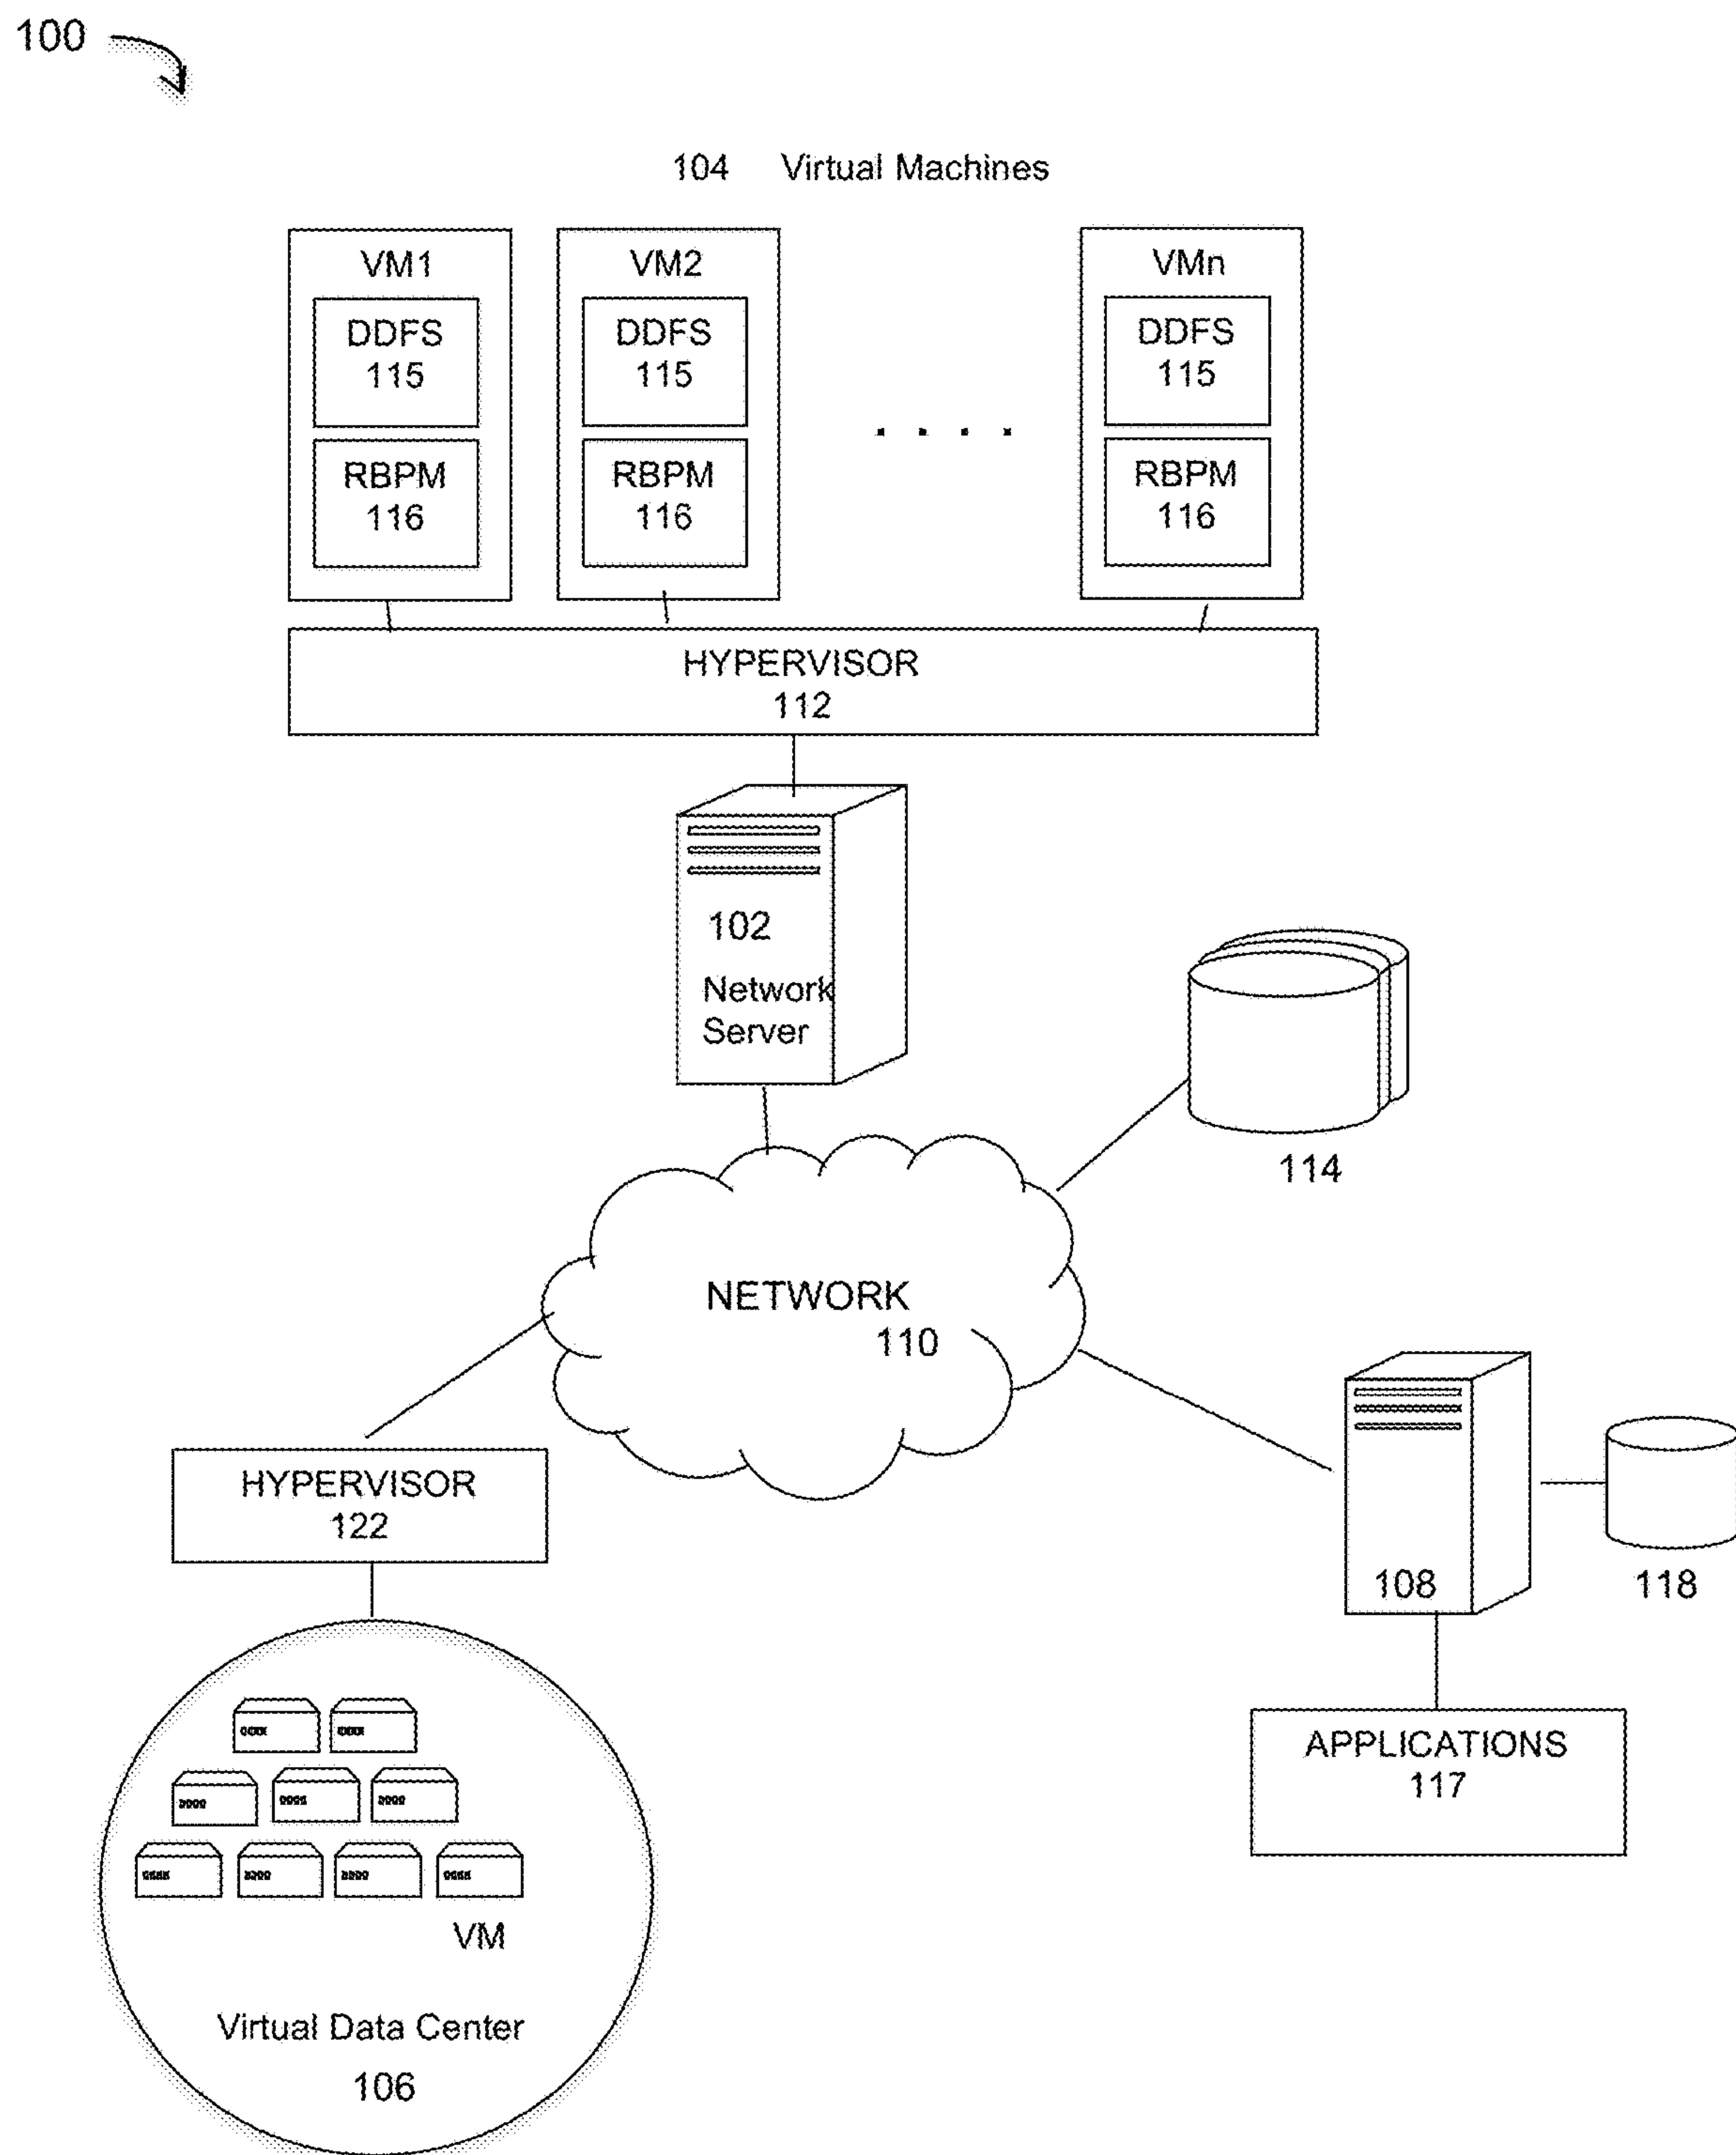 100
104 Virtual Machines
VM1
DDFS
115
RBPM
116
VM2
DDFS
115
RBPM
116
VMn
DDFS
115
RBPM
116
HYPERVISOR
112
102
Network
Server
114
NETWORK
110
HYPERVISOR
122
108
118
APPLICATIONS
117
VM
Virtual Data Center
106